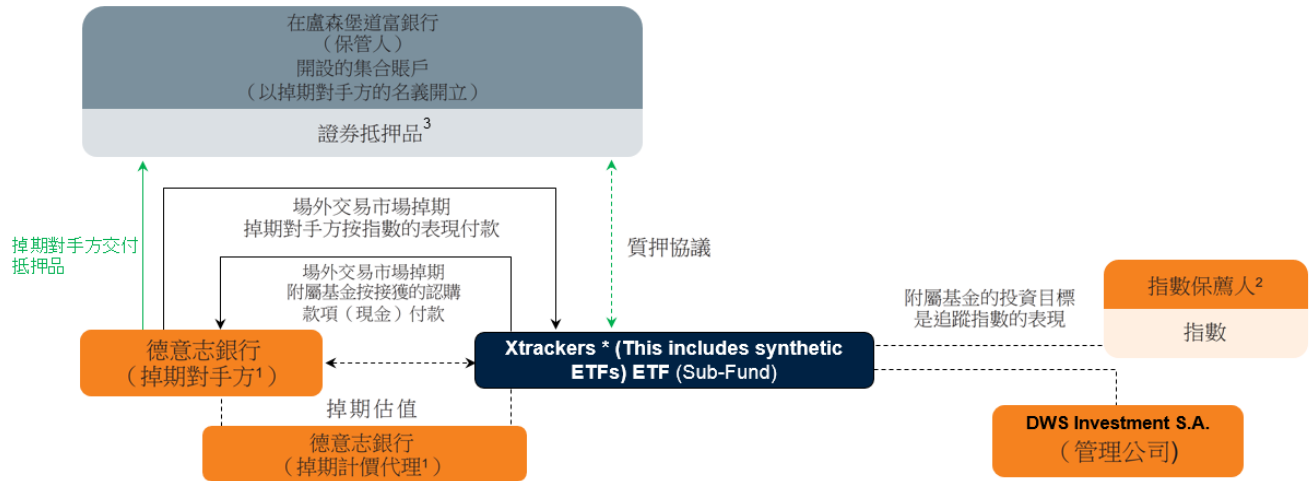 在盧森堡道富銀行
（保管人）
開設的集合賬戶
（以掉期對手方的名義開立）
證券抵押品3
掉期對手方交付
抵押品
場外交易市場掉期
掉期對手方按指數的表現付款
場外交易市場掉期
附屬基金按接獲的認購
款項（現金）付款
質押協議
附屬基金的投資目標
是追蹤指數的表現
指數保薦人2
指數
德意志銀行
（掉期對手方1）
Xtrackers * (This includes synthetic
ETFs) ETF (Sub-Fund)
掉期估值
德意志銀行
（掉期計價代理1）
DWS Investment S.A.
（管理公司)